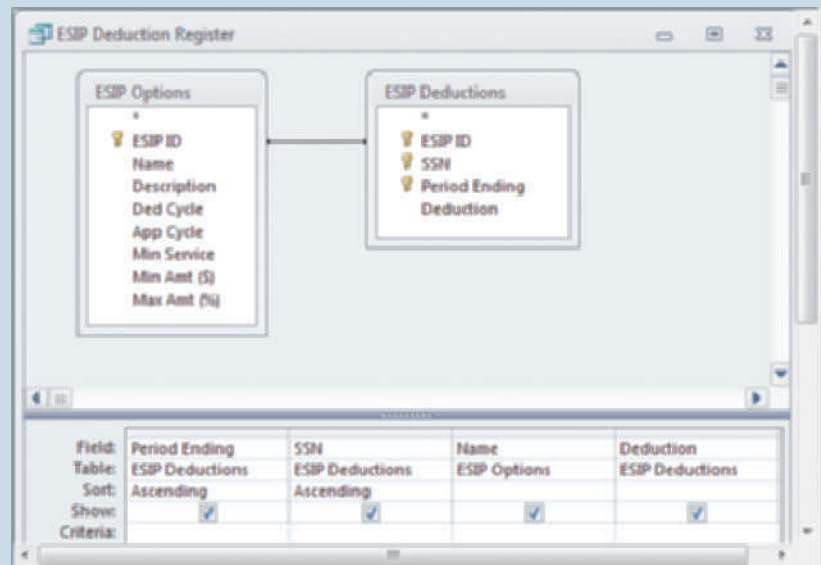 ESIP Deduction Register
ESIP Options
*
ESIP ID
Name
Description
Ded Cycle
App Cycle
Min Service
Min Amt ($)
Max Amt (%)
ESIP Deductions
*
ESIP ID
SSN
Period Ending
Deduction
Field: Period Ending SSN Name Deduction
Table: ESIP Deductions ESIP Deductions ESIP Options ESIP Deductions
Sort: Ascending Ascending
Show:
Criteria: